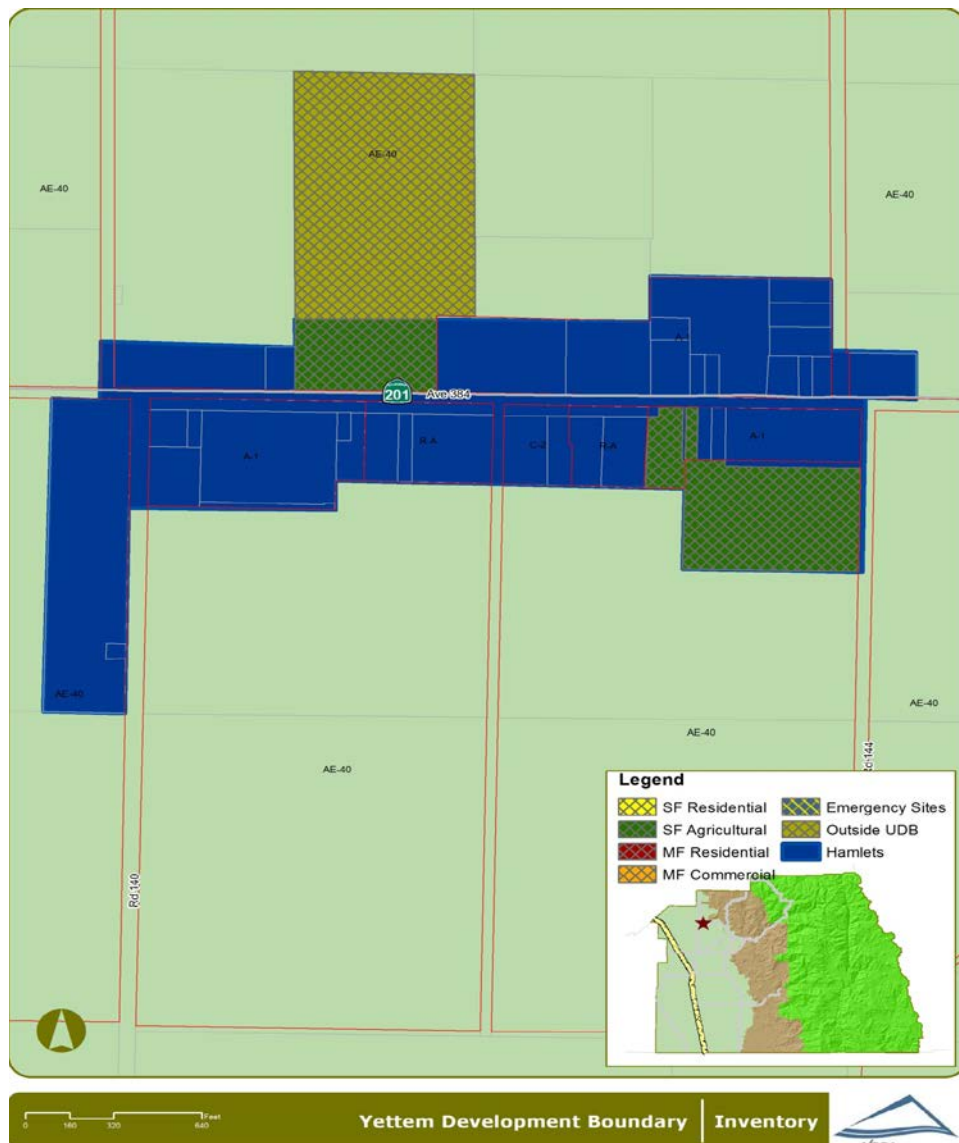 AE-40
AE-40
AE-40
A-1
201 Ave 384
R-A
C-2
R-A
A-1
A-1
AE-40
AE-40
AE-40
AE-40
Rd 144
Rd 140
Legend
SF Residential
SF Agricultural
MF Residential
MF Commercial
Emergency Sites
Outside UDB
Hamlets
0 160 320 640 Feet
Yettem Development Boundary | Inventory